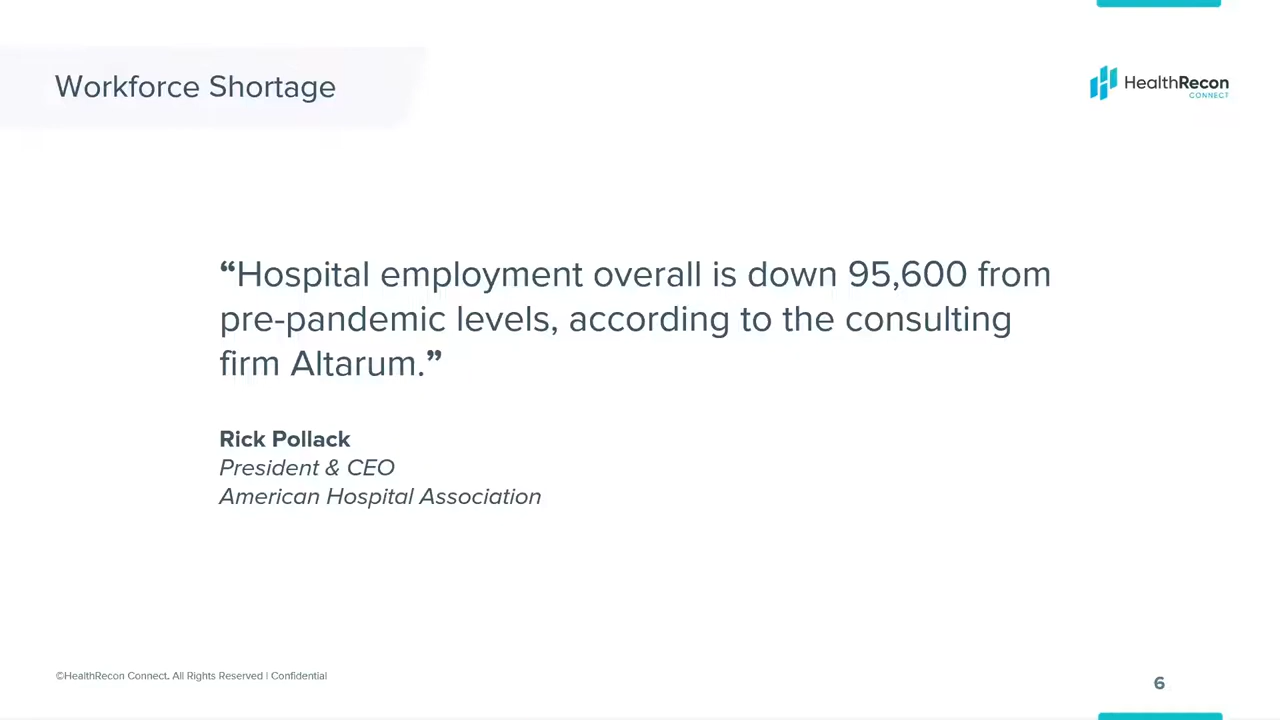 Workforce Shortage
HealthRecon
CONNECT
“Hospital employment overall is down 95,600 from
pre-pandemic levels, according to the consulting
firm Altarum.”
Rick Pollack
President & CEO
American Hospital Association
©HealthRecon Connect. All Rights Reserved | Confidential
6